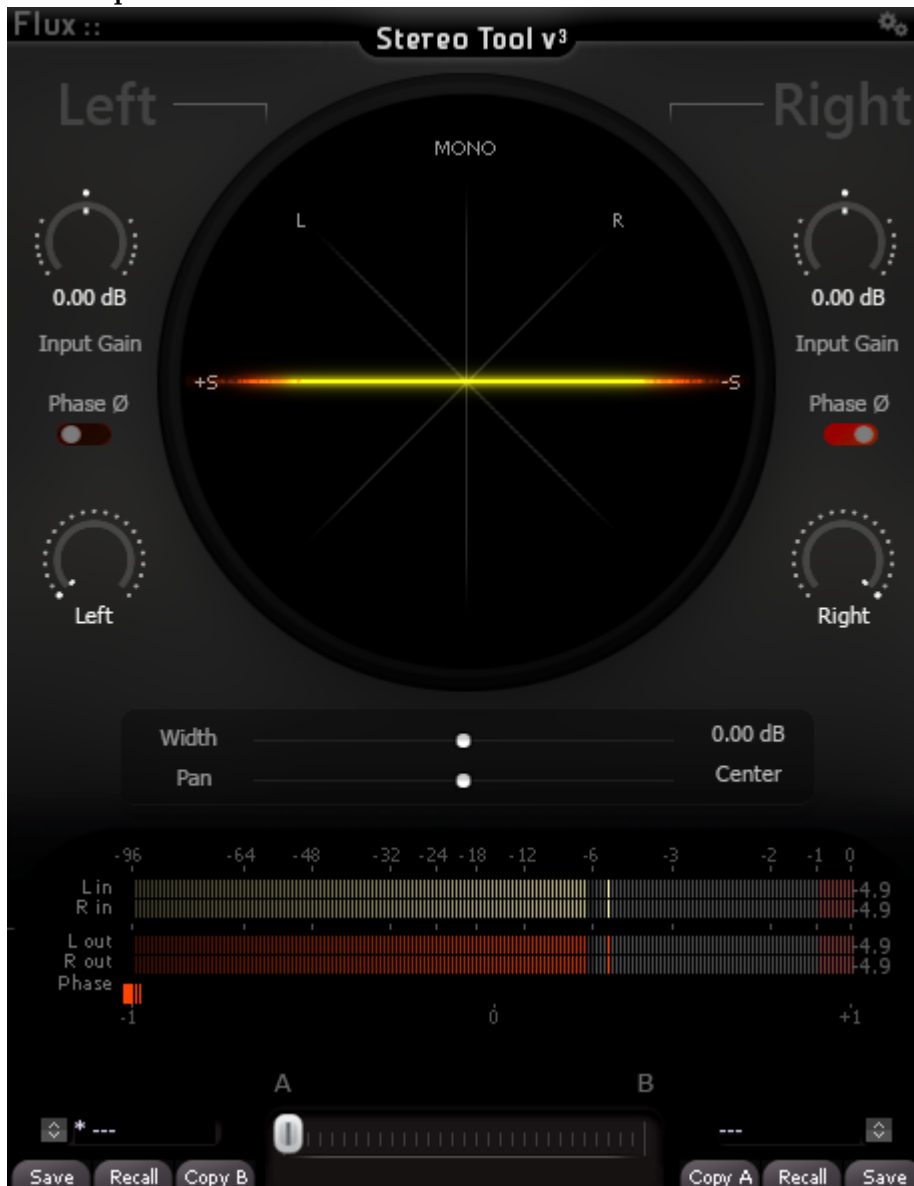 Flux ::
Stereo Tool v³
Left
Right
MONO
L
R
0.00 dB
0.00 dB
Input Gain
Input Gain
+S
-S
Phase Ø
Phase Ø
Left
Right
Width 0.00 dB
Pan Center
-96 -64 -48 -32 -24 -18 -12 -6 -3 -2 -1 0
L in -4.9
R in -4.9
L out -4.9
R out -4.9
Phase
-1 0 +1
A B
* --- ---
Save Recall Copy B Copy A Recall Save